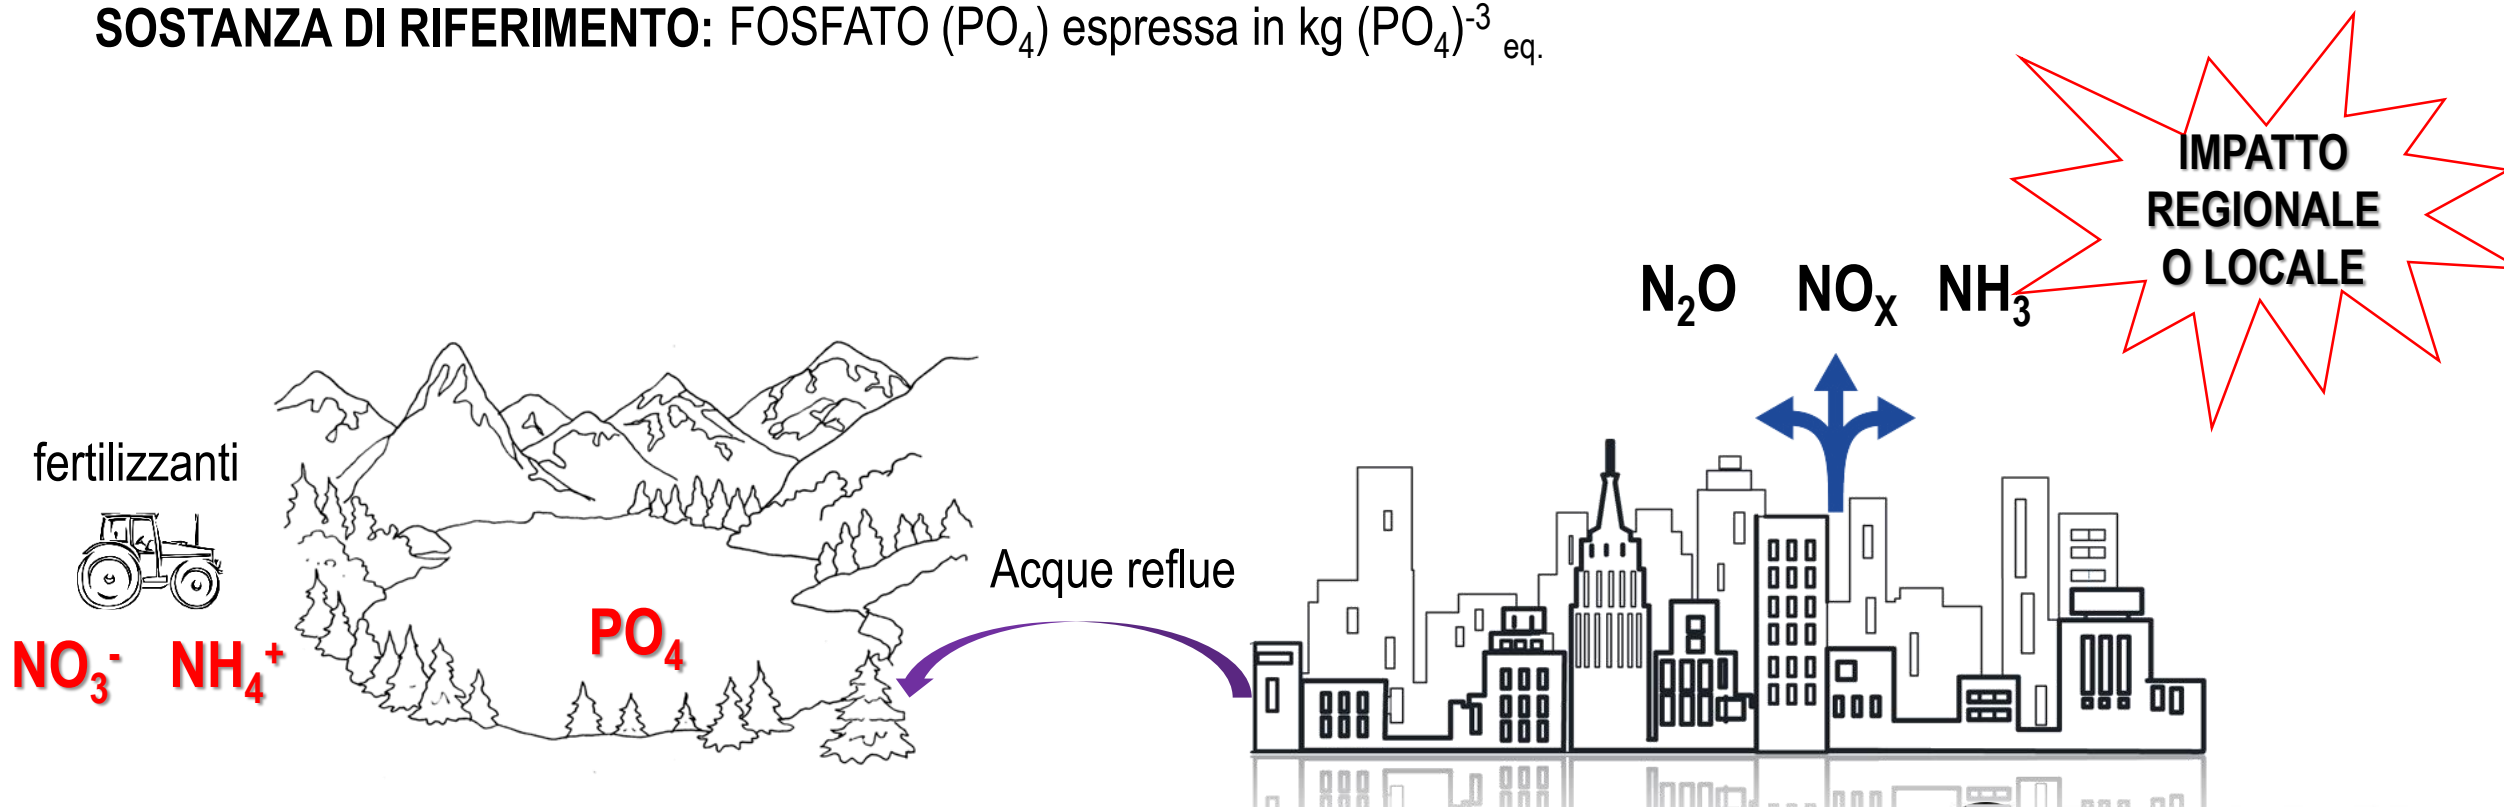 SOSTANZA DI RIFERIMENTO: FOSFATO (PO₄) espressa in kg (PO₄)⁻³ eq.
IMPATTO
REGIONALE
O LOCALE
N₂O NOₓ NH₃
fertilizzanti
Acque reflue
PO₄
NO₃⁻ NH₄⁺